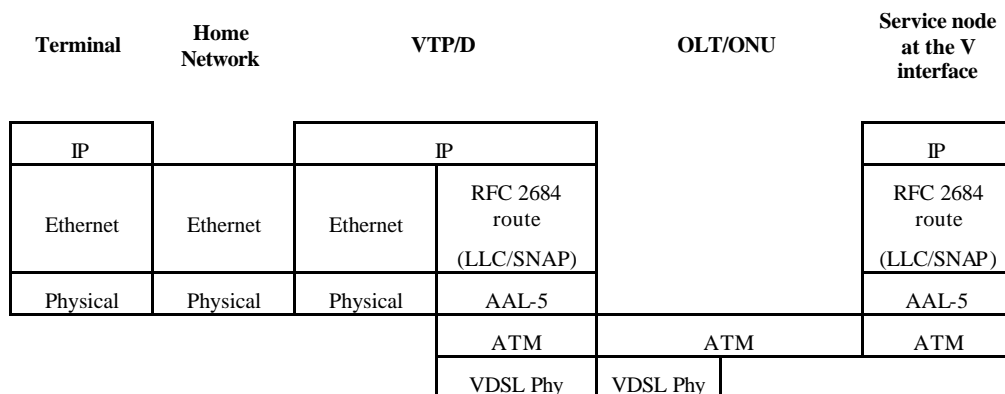 Terminal
Home
Network
VTP/D
OLT/ONU
Service node
at the V
interface
IP
IP
IP
Ethernet
Ethernet
Ethernet
RFC 2684
route
(LLC/SNAP)
RFC 2684
route
(LLC/SNAP)
Physical
Physical
Physical
AAL-5
AAL-5
ATM
ATM
ATM
VDSL Phy
VDSL Phy